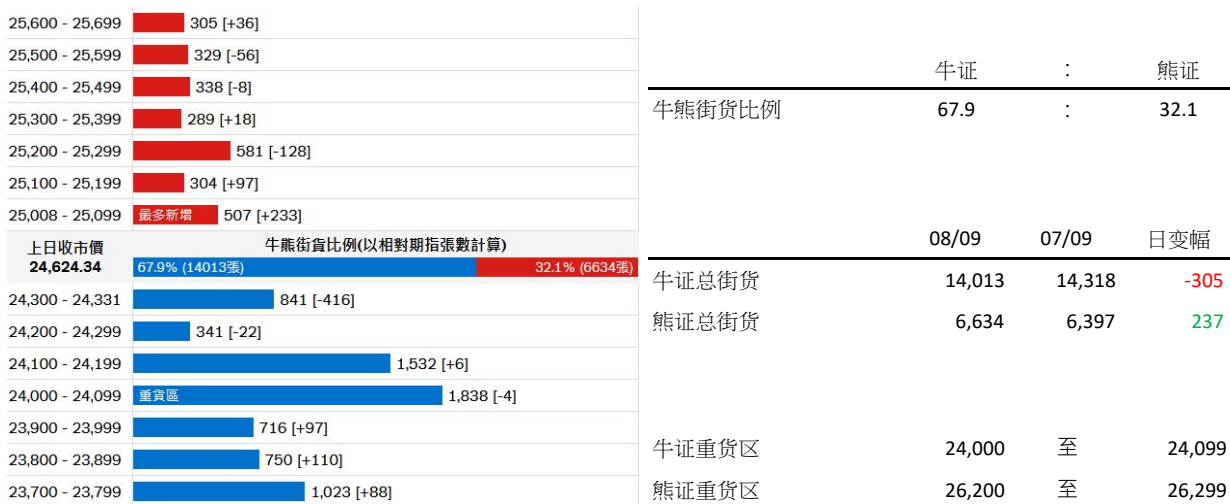 25,600 - 25,699 305 [+36]
25,500 - 25,599 329 [-56]
25,400 - 25,499 338 [-8]
25,300 - 25,399 289 [+18]
25,200 - 25,299 581 [-128]
25,100 - 25,199 304 [+97]
25,008 - 25,099 最多新增 507 [+233]
上日收市價 牛熊街貨比例(以相對期指張數計算)
24,624.34 67.9% (14013張) 32.1% (6634張)
24,300 - 24,331 841 [-416]
24,200 - 24,299 341 [-22]
24,100 - 24,199 1,532 [+6]
24,000 - 24,099 重貨區 1,838 [-4]
23,900 - 23,999 716 [+97]
23,800 - 23,899 750 [+110]
23,700 - 23,799 1,023 [+88]
牛证 : 熊证
牛熊街货比例 67.9 : 32.1
08/09 07/09 日变幅
牛证总街货 14,013 14,318 -305
熊证总街货 6,634 6,397 237
牛证重货区 24,000 至 24,099
熊证重货区 26,200 至 26,299